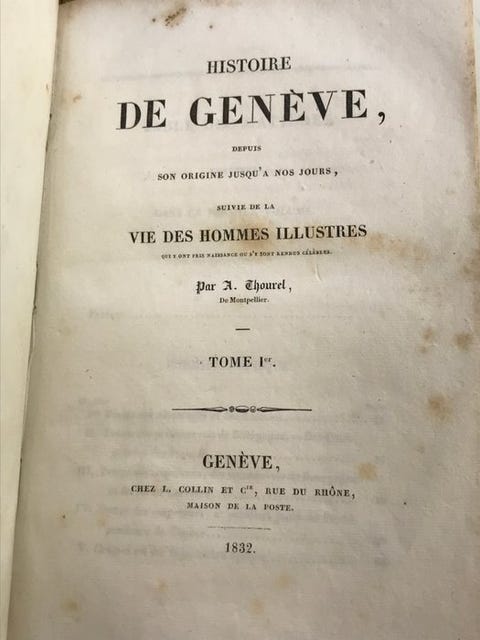 HISTOIRE
DE GENÈVE,
DEPUIS
SON ORIGINE JUSQU'A NOS JOURS,
SUIVIE DE LA
VIE DES HOMMES ILLUSTRES
QUI Y ONT PRIS NAISSANCE OU S'Y SONT RENDUS CÉLÈBRES.
Par A. Thourel,
De Montpellier.
TOME Ier.
GENÈVE,
CHEZ L. COLLIN ET Cie, RUE DU RHÔNE,
MAISON DE LA POSTE.
1832.